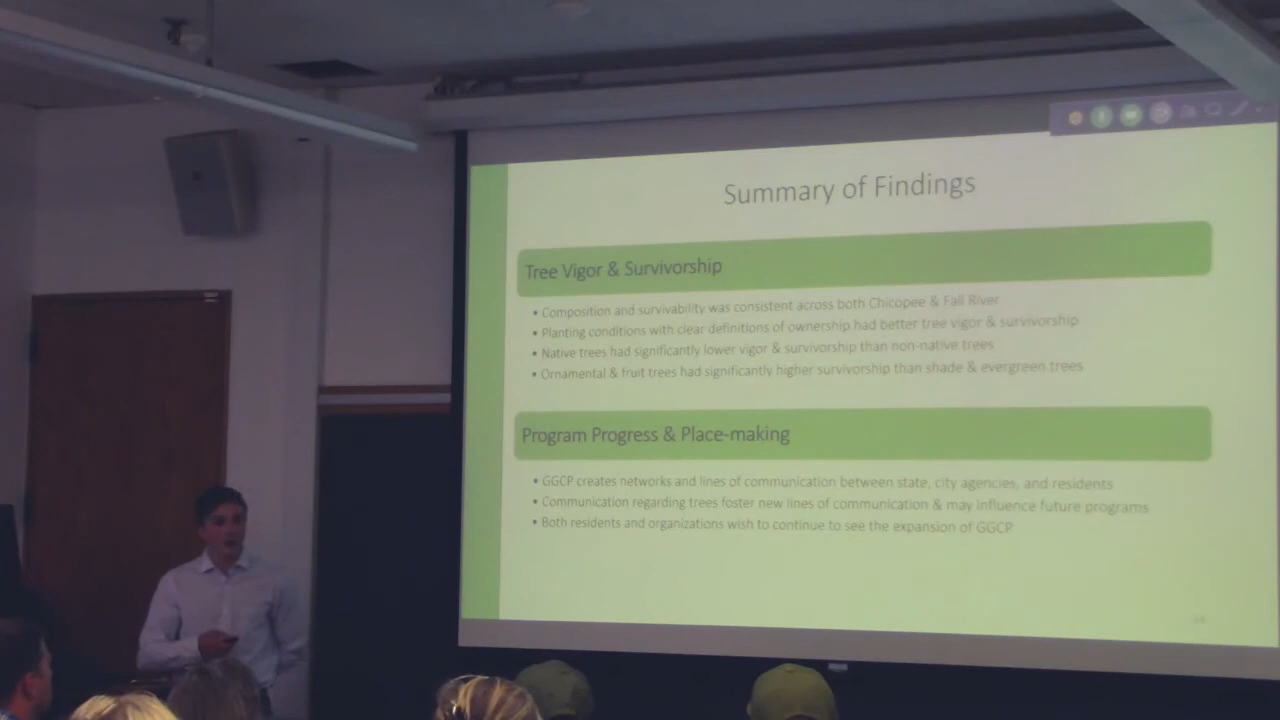 Summary of Findings
Tree Vigor & Survivorship
• Composition and survivability was consistent across both Chicopee & Fall River
• Planting conditions with clear definitions of ownership had better tree vigor & survivorship
• Native trees had significantly lower vigor & survivorship than non-native trees
• Ornamental & fruit trees had significantly higher survivorship than shade & evergreen trees
Program Progress & Place-making
• GGCP creates networks and lines of communication between state, city agencies, and residents
• Communication regarding trees foster new lines of communication & may influence future programs
• Both residents and organizations wish to continue to see the expansion of GGCP